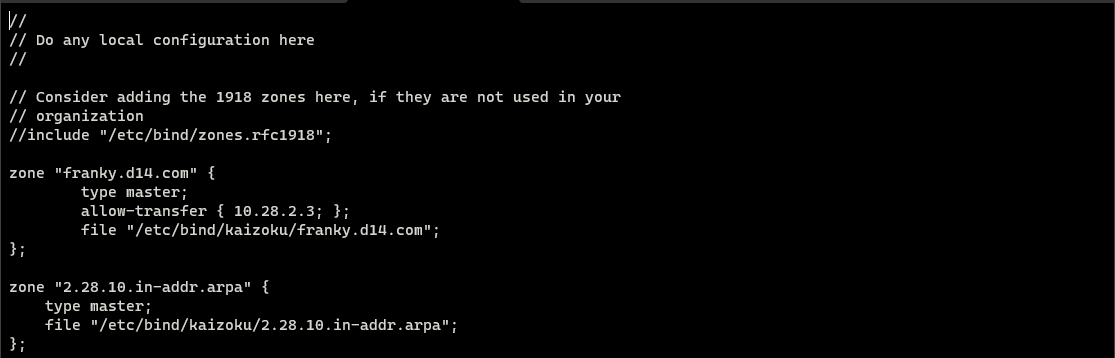 //
// Do any local configuration here
//
// Consider adding the 1918 zones here, if they are not used in your
// organization
//include "/etc/bind/zones.rfc1918";
zone "franky.d14.com" {
        type master;
        allow-transfer { 10.28.2.3; };
        file "/etc/bind/kaizoku/franky.d14.com";
};
zone "2.28.10.in-addr.arpa" {
    type master;
    file "/etc/bind/kaizoku/2.28.10.in-addr.arpa";
};